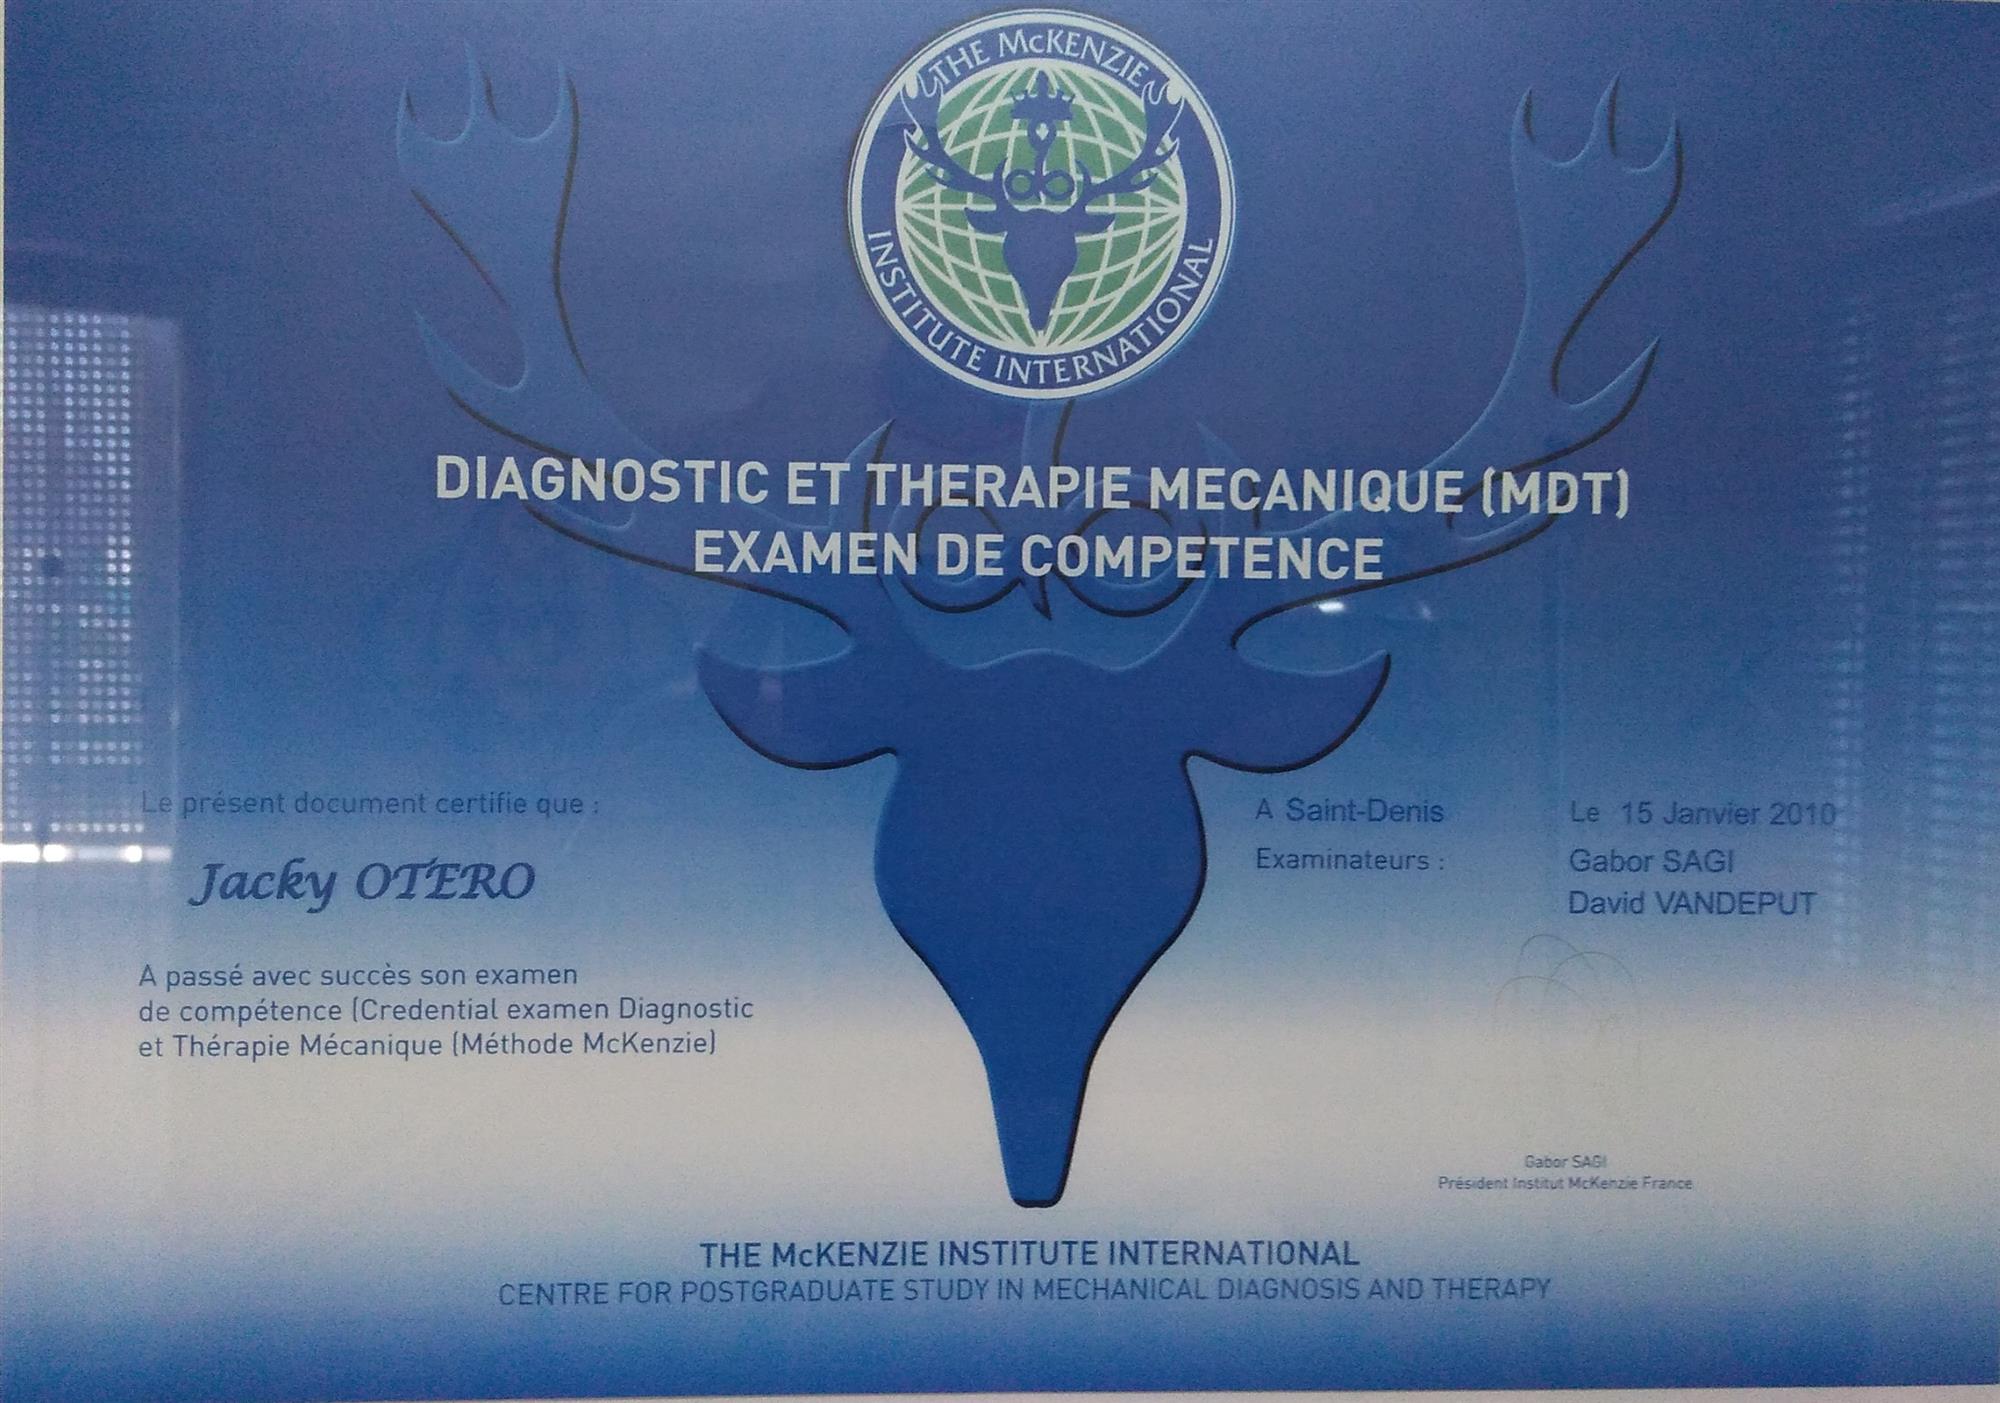 THE McKENZIE
INSTITUTE INTERNATIONAL
DIAGNOSTIC ET THERAPIE MECANIQUE (MDT)
EXAMEN DE COMPETENCE
Le présent document certifie que :
Jacky OTERO
A passé avec succès son examen
de compétence (Credential examen Diagnostic
et Thérapie Mécanique (Méthode McKenzie)
A Saint-Denis Le 15 Janvier 2010
Examinateurs : Gabor SAGI
David VANDEPUT
Gabor SAGI
Président Institut McKenzie France
THE McKENZIE INSTITUTE INTERNATIONAL
CENTRE FOR POSTGRADUATE STUDY IN MECHANICAL DIAGNOSIS AND THERAPY